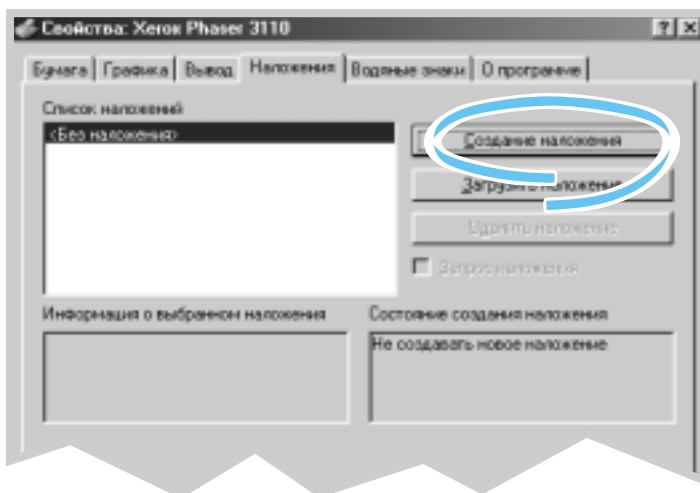 Свойства: Xerox Phaser 3110
Бумага Графика Вывод Наложения Водяные знаки О программе
Список наложений
<Без наложения>
Создание наложения
Загрузить наложение
Удалить наложение
Запрос наложения
Информация о выбранном наложения
Состояние создания наложения
Не создавать новое наложение